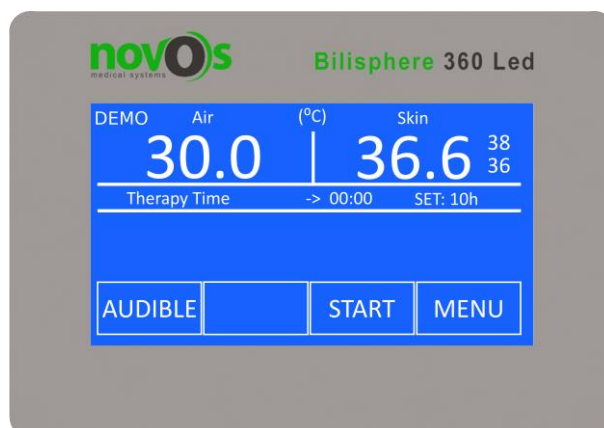 novOs
medical systems
Bilisphere 360 Led
DEMO Air (⁰C) Skin
30.0 36.6 38
36
Therapy Time -> 00:00 SET: 10h
AUDIBLE START MENU